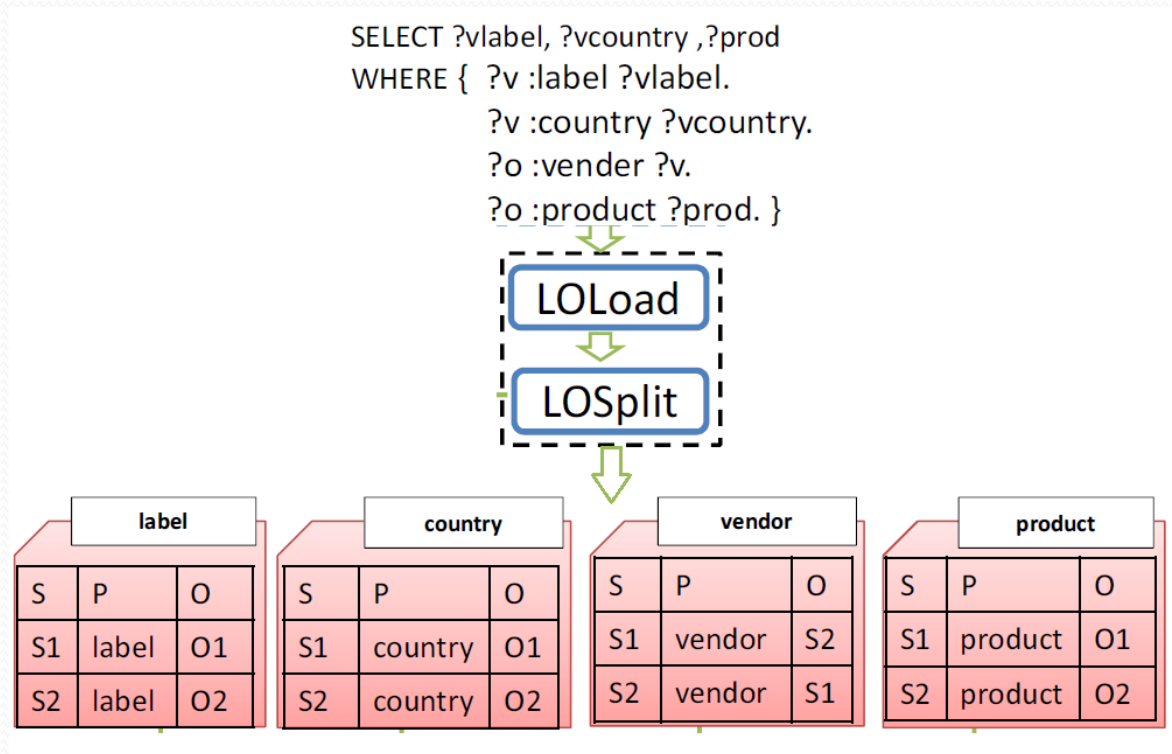 SELECT ?vlabel, ?vcountry ,?prod
WHERE { ?v :label ?vlabel.
?v :country ?vcountry.
?o :vender ?v.
?o :product ?prod. }
LOLoad
LOSplit
label
S P O
S1 label O1
S2 label O2
country
S P O
S1 country O1
S2 country O2
vendor
S P O
S1 vendor S2
S2 vendor S1
product
S P O
S1 product O1
S2 product O2